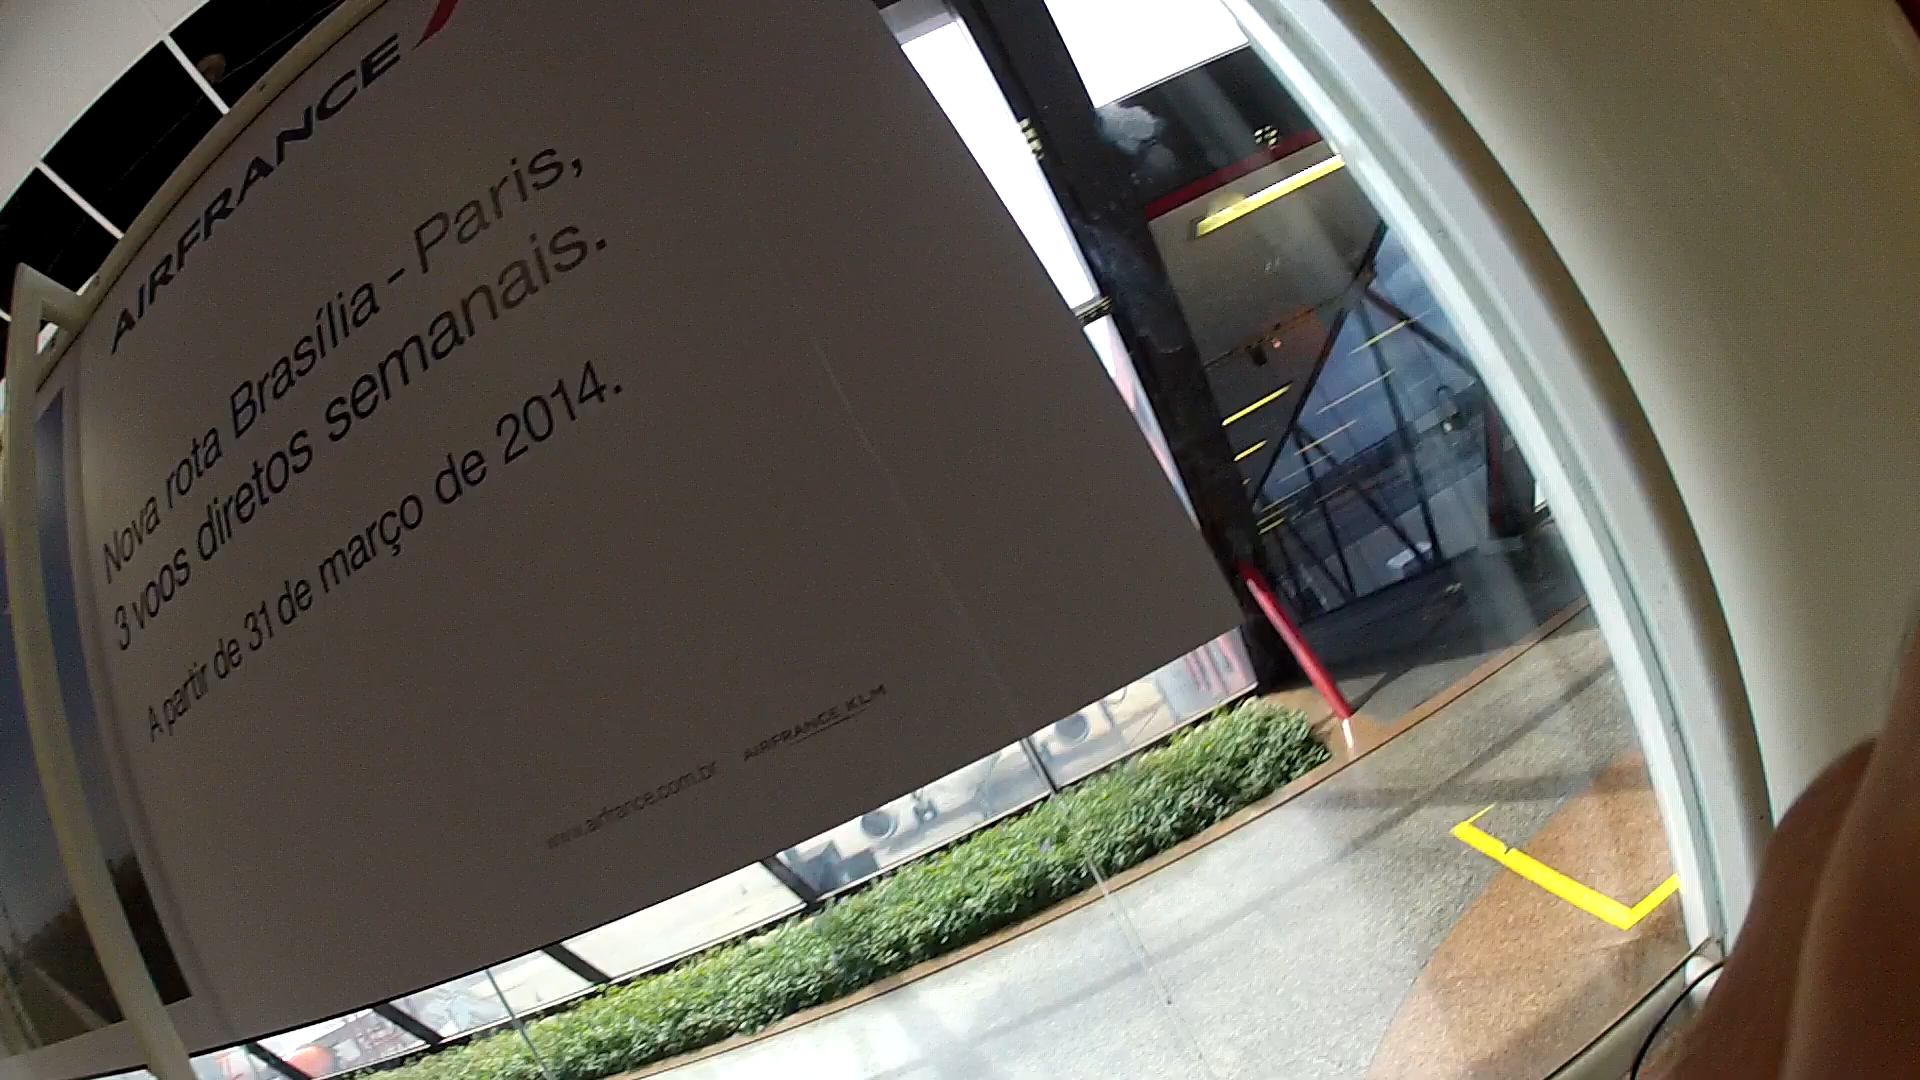 AIRFRANCE
Nova rota Brasília - Paris,
3 voos diretos semanais.
A partir de 31 de março de 2014.
www.airfrance.com.br AIRFRANCE KLM